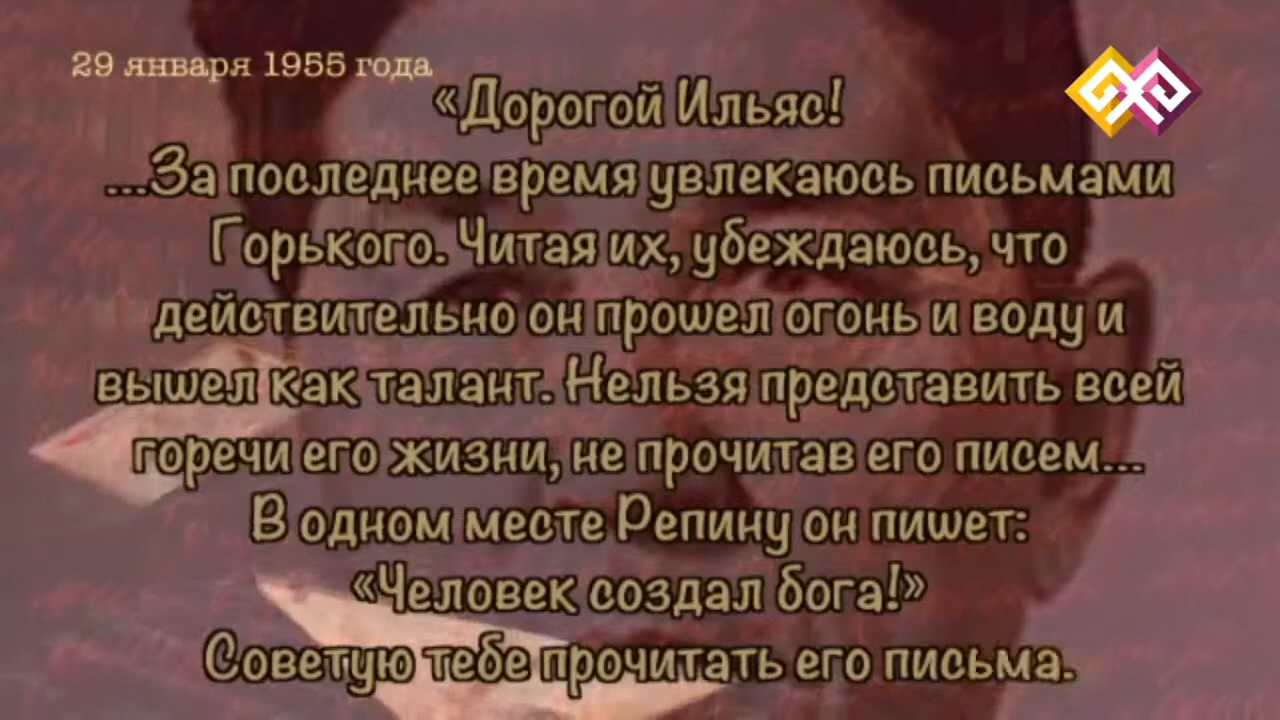 29 января 1955 года
«Дорогой Ильяс!
...За последнее время увлекаюсь письмами
Горького. Читая их, убеждаюсь, что
действительно он прошел огонь и воду и
вышел как талант. Нельзя представить всей
горечи его жизни, не прочитав его писем...
В одном месте Репину он пишет:
«Человек создал бога!»
Советую тебе прочитать его письма.